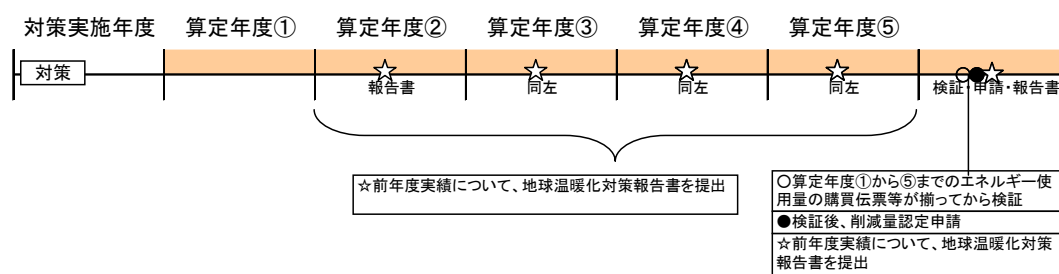 対策実施年度 算定年度① 算定年度② 算定年度③ 算定年度④ 算定年度⑤
対策
報告書 同左 同左 同左 検証・申請・報告書
☆前年度実績について、地球温暖化対策報告書を提出
○算定年度①から⑤までのエネルギー使
用量の購買伝票等が揃ってから検証
●検証後、削減量認定申請
☆前年度実績について、地球温暖化対策
報告書を提出